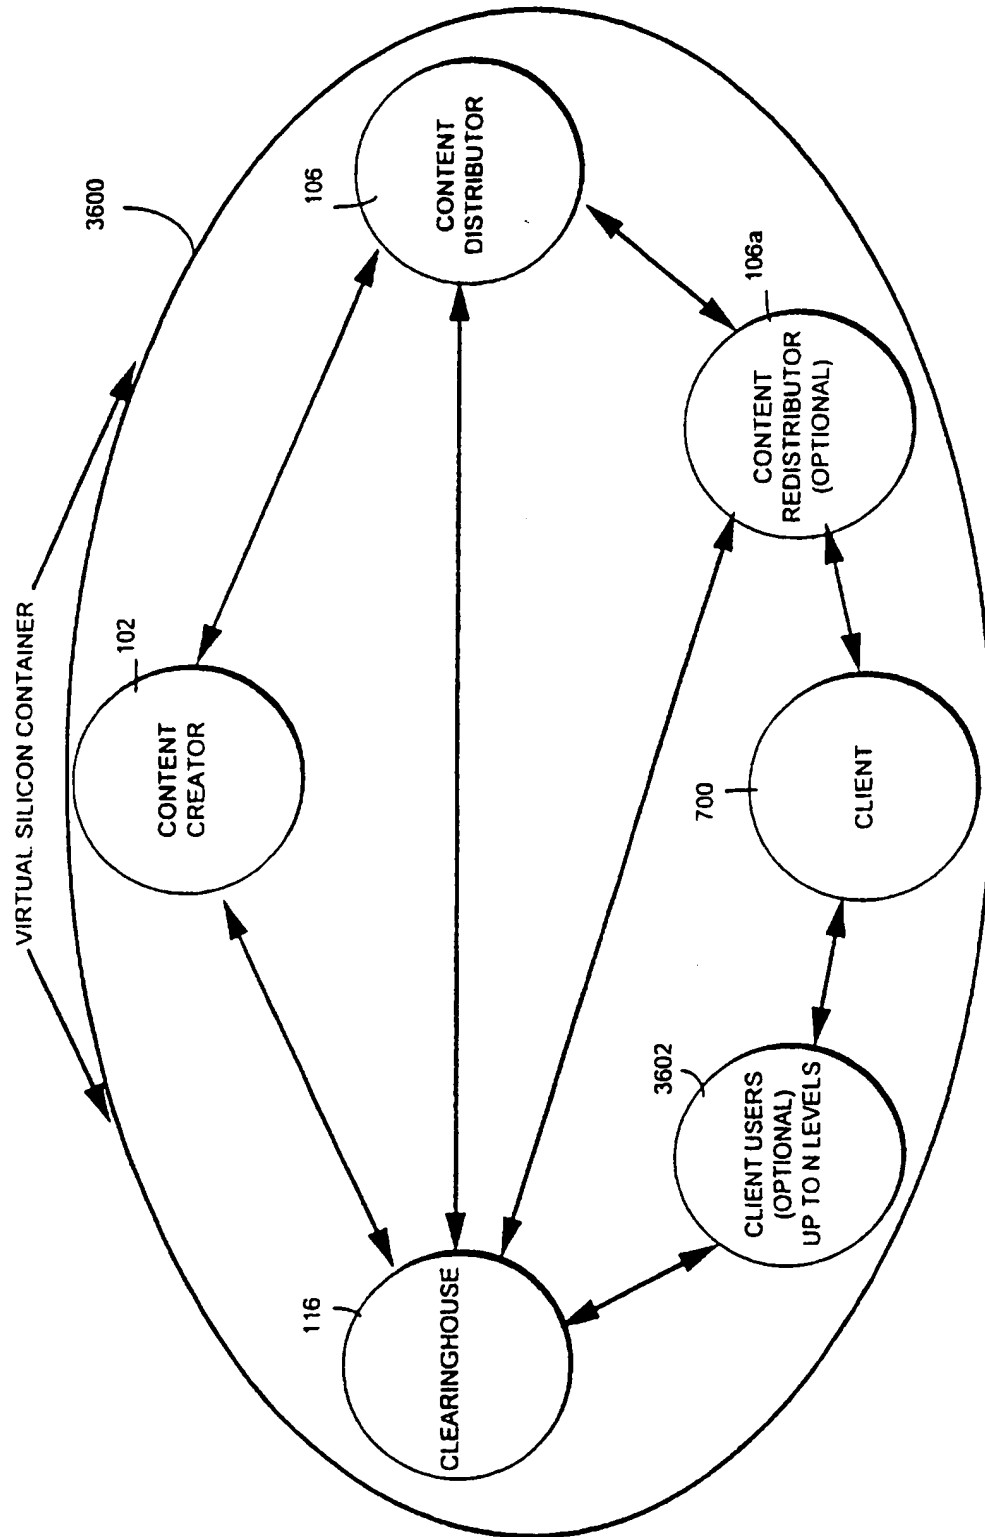 VIRTUAL SILICON CONTAINER
3600
102
CONTENT
CREATOR
116
CLEARINGHOUSE
106
CONTENT
DISTRIBUTOR
3602
CLIENT USERS
(OPTIONAL)
UP TO N LEVELS
700
CLIENT
106a
CONTENT
REDISTRIBUTOR
(OPTIONAL)